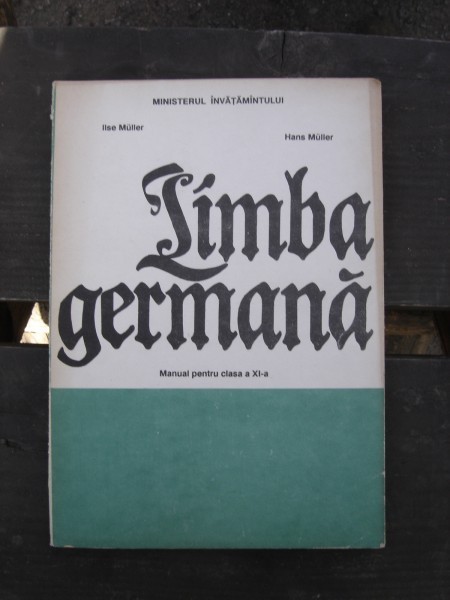 MINISTERUL ÎNVĂȚĂMÎNTULUI
Ilse Müller
Hans Müller
Limba
germană
Manual pentru clasa a XI-a